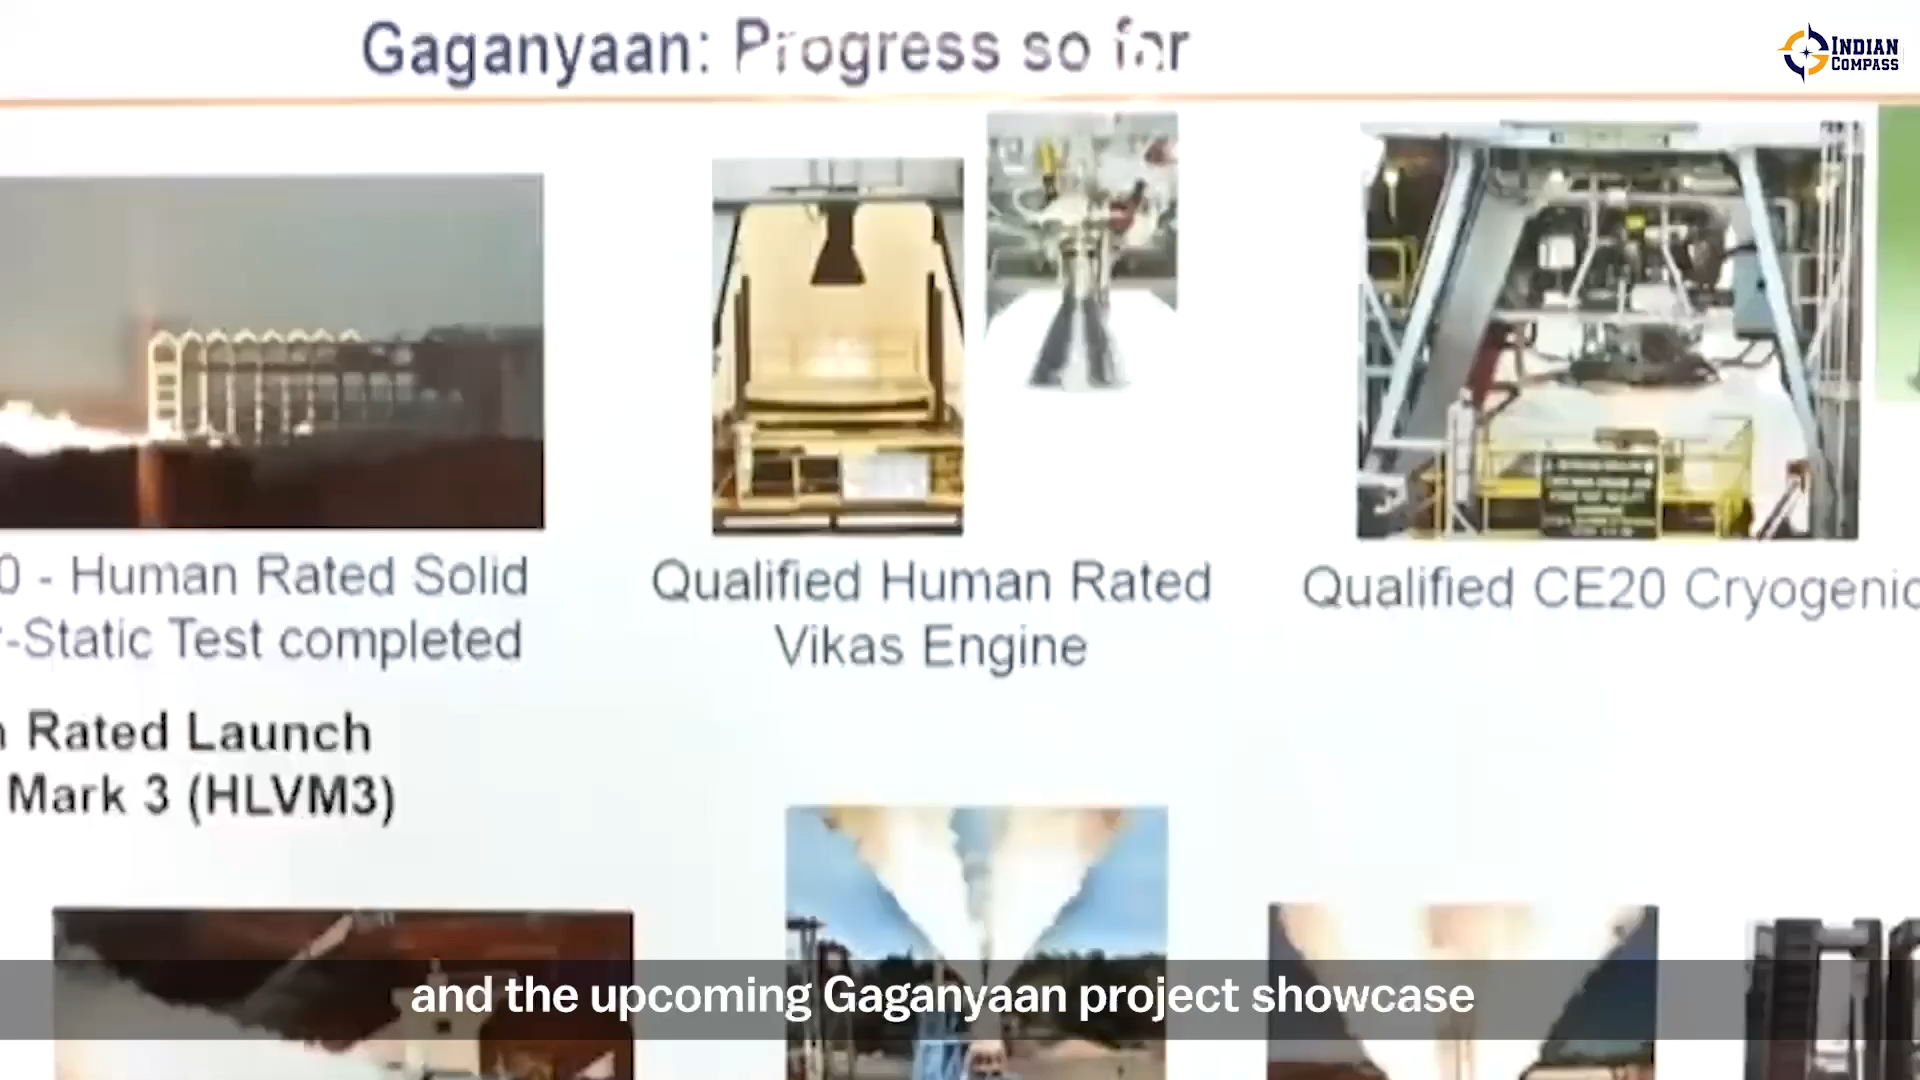 Gaganyaan: Progress so far
INDIAN
COMPASS
0 - Human Rated Solid
-Static Test completed
Qualified Human Rated
Vikas Engine
Qualified CE20 Cryogenic
Rated Launch
Mark 3 (HLVM3)
and the upcoming Gaganyaan project showcase